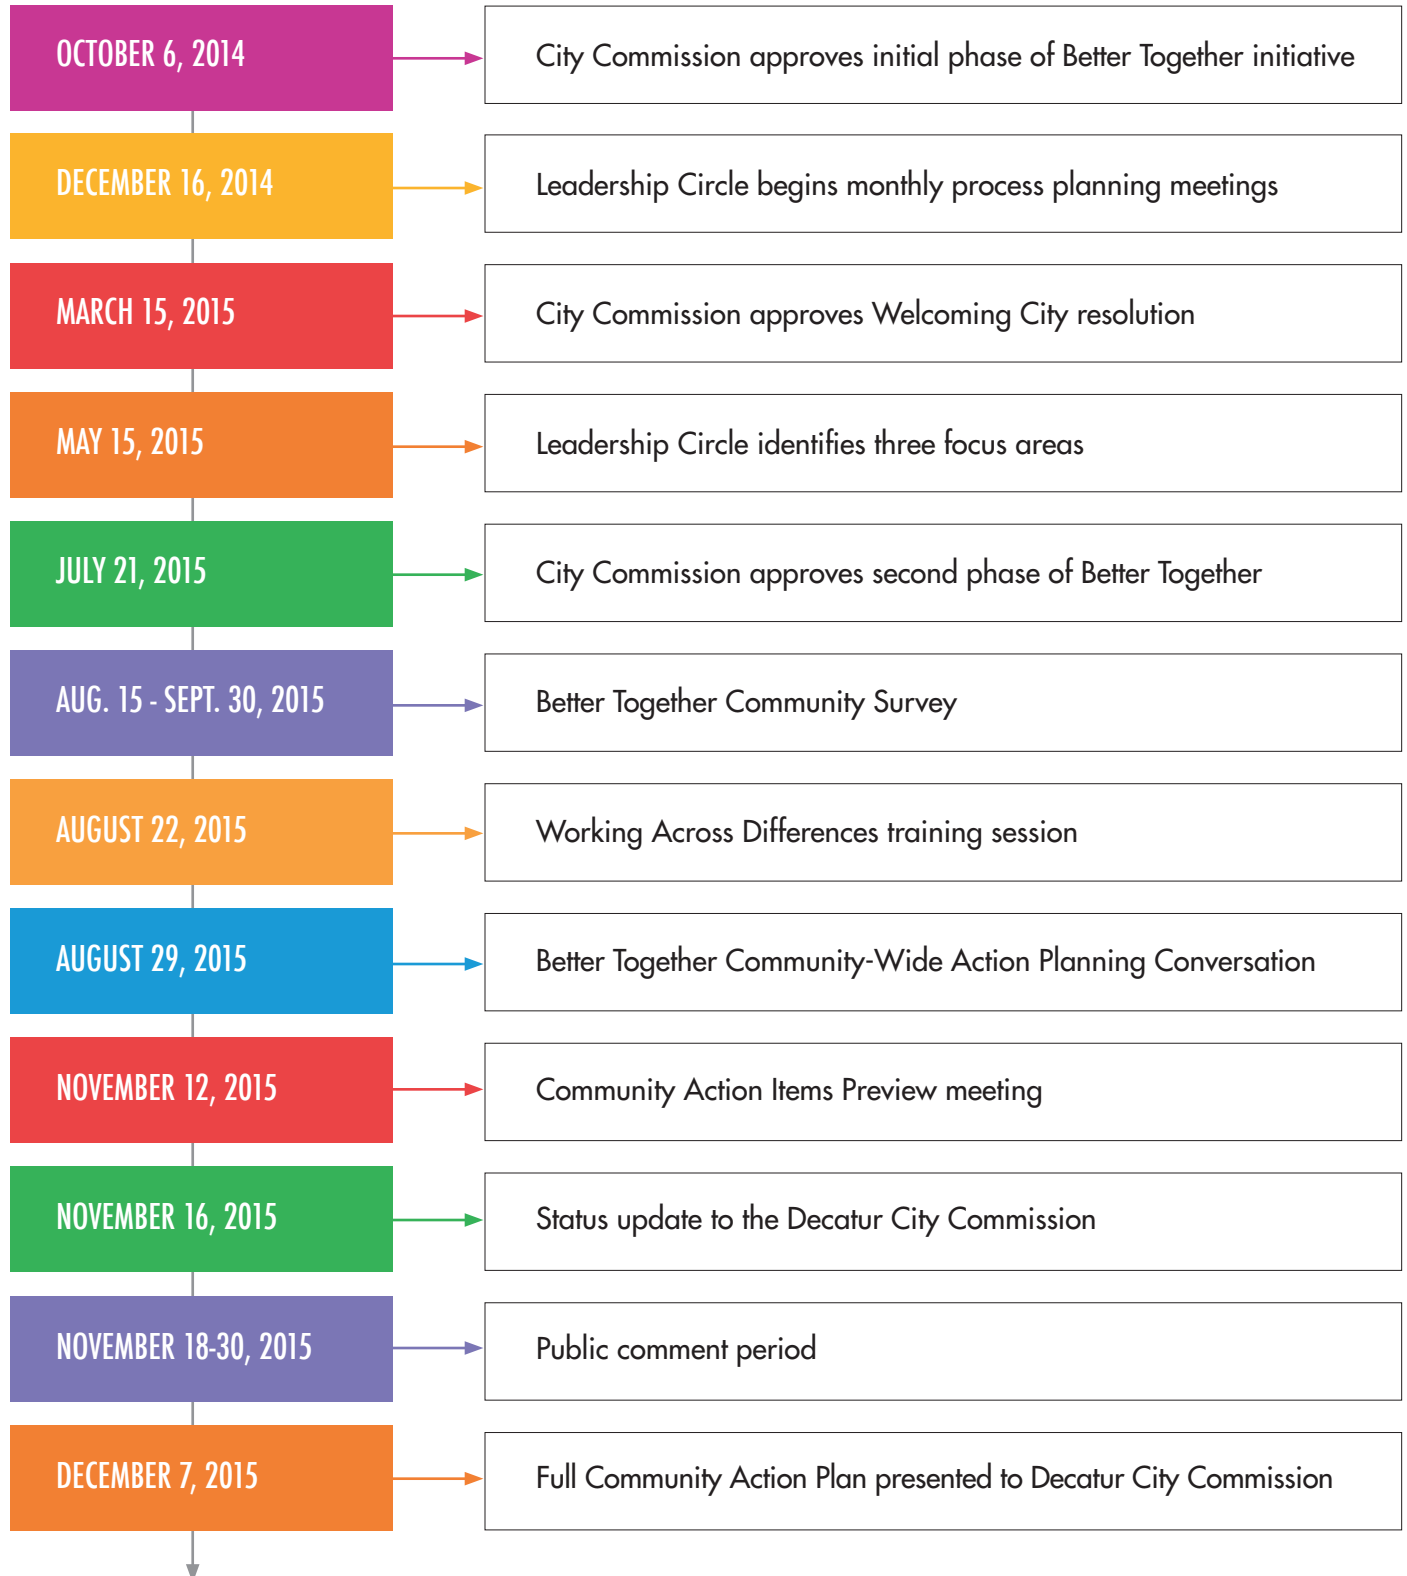 OCTOBER 6, 2014
City Commission approves initial phase of Better Together initiative
DECEMBER 16, 2014
Leadership Circle begins monthly process planning meetings
MARCH 15, 2015
City Commission approves Welcoming City resolution
MAY 15, 2015
Leadership Circle identifies three focus areas
JULY 21, 2015
City Commission approves second phase of Better Together
AUG. 15 - SEPT. 30, 2015
Better Together Community Survey
AUGUST 22, 2015
Working Across Differences training session
AUGUST 29, 2015
Better Together Community-Wide Action Planning Conversation
NOVEMBER 12, 2015
Community Action Items Preview meeting
NOVEMBER 16, 2015
Status update to the Decatur City Commission
NOVEMBER 18-30, 2015
Public comment period
DECEMBER 7, 2015
Full Community Action Plan presented to Decatur City Commission